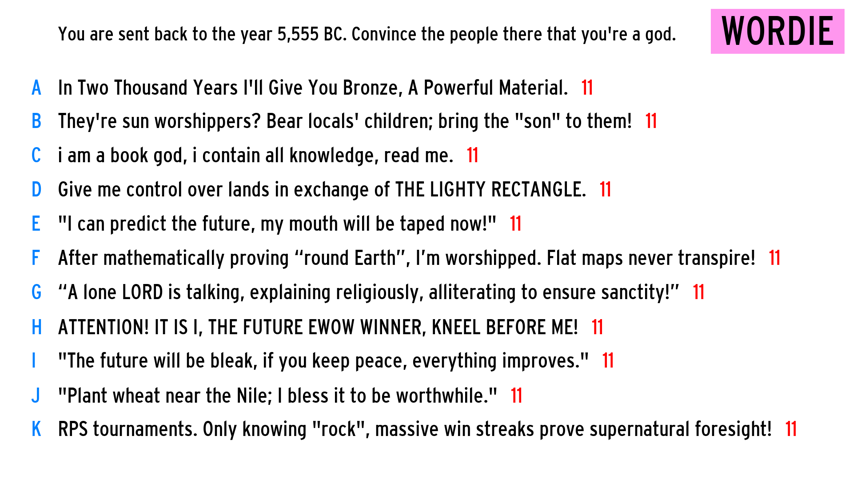 You are sent back to the year 5,555 BC. Convince the people there that you're a god.
WORDIE
A In Two Thousand Years I'll Give You Bronze, A Powerful Material. 11
B They're sun worshippers? Bear locals' children; bring the "son" to them! 11
C i am a book god, i contain all knowledge, read me. 11
D Give me control over lands in exchange of THE LIGHTY RECTANGLE. 11
E "I can predict the future, my mouth will be taped now!" 11
F After mathematically proving “round Earth”, I’m worshipped. Flat maps never transpire! 11
G “A lone LORD is talking, explaining religiously, alliterating to ensure sanctity!” 11
H ATTENTION! IT IS I, THE FUTURE EWOW WINNER, KNEEL BEFORE ME! 11
I "The future will be bleak, if you keep peace, everything improves." 11
J "Plant wheat near the Nile; I bless it to be worthwhile." 11
K RPS tournaments. Only knowing "rock", massive win streaks prove supernatural foresight! 11